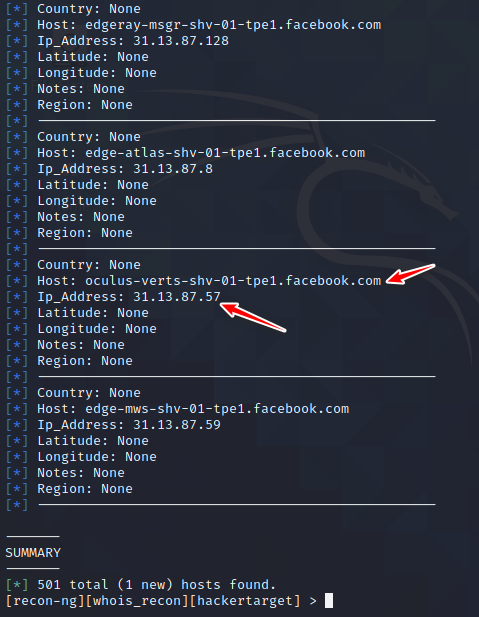 [*] Country: None
[*] Host: edgeray-msgr-shv-01-tpe1.facebook.com
[*] Ip_Address: 31.13.87.128
[*] Latitude: None
[*] Longitude: None
[*] Notes: None
[*] Region: None
[*] --------------------------------------------------
[*] Country: None
[*] Host: edge-atlas-shv-01-tpe1.facebook.com
[*] Ip_Address: 31.13.87.8
[*] Latitude: None
[*] Longitude: None
[*] Notes: None
[*] Region: None
[*] --------------------------------------------------
[*] Country: None
[*] Host: oculus-verts-shv-01-tpe1.facebook.com
[*] Ip_Address: 31.13.87.57
[*] Latitude: None
[*] Longitude: None
[*] Notes: None
[*] Region: None
[*] --------------------------------------------------
[*] Country: None
[*] Host: edge-mws-shv-01-tpe1.facebook.com
[*] Ip_Address: 31.13.87.59
[*] Latitude: None
[*] Longitude: None
[*] Notes: None
[*] Region: None
[*] --------------------------------------------------
-------
SUMMARY
-------
[*] 501 total (1 new) hosts found.
[recon-ng][whois_recon][hackertarget] >